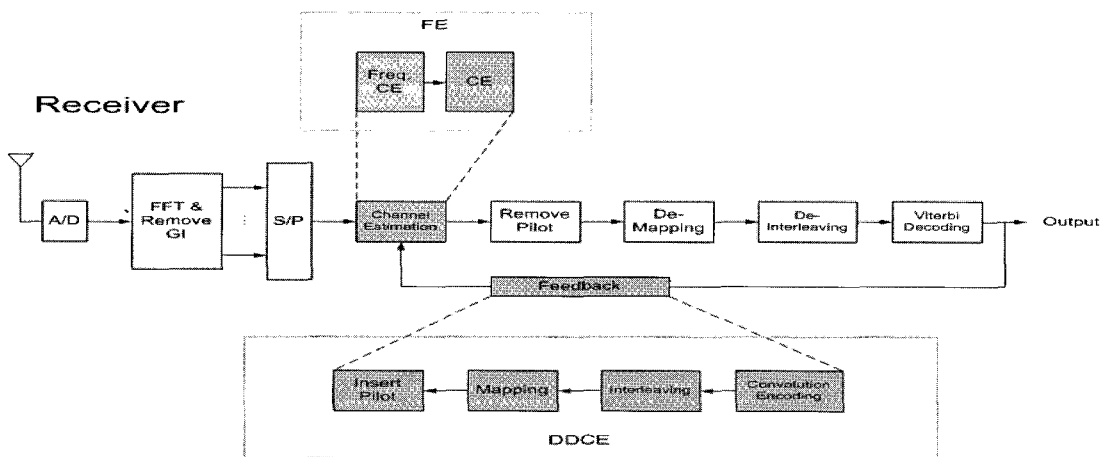 FE
Freq.
CE
CE
Receiver
A/D
FFT &
Remove
GI
S/P
Channel
Estimation
Remove
Pilot
De-
Mapping
De-
Interleaving
Viterbi
Decoding
Output
Feedback
Insert
Pilot
Mapping
Interleaving
Convolution
Encoding
DDCE